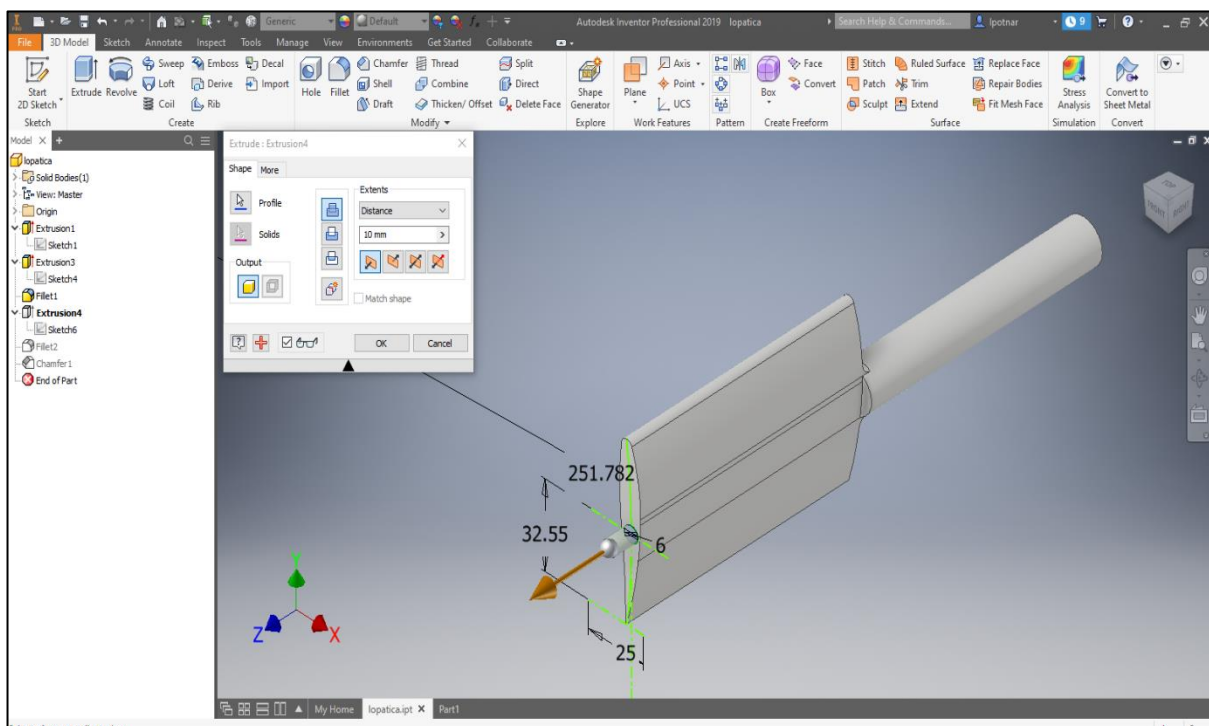 I PRO Generic Default Autodesk Inventor Professional 2019 lopatica Search Help & Commands... lpotnar 9
File 3D Model Sketch Annotate Inspect Tools Manage View Environments Get Started Collaborate
Start 2D Sketch Extrude Revolve Sweep Emboss Decal Hole Fillet Chamfer Thread Split Shape Generator Plane Axis Box Face Stitch Ruled Surface Replace Face Stress Analysis Convert to Sheet Metal
Loft Derive Import Shell Combine Direct Point Convert Patch Trim Repair Bodies
Coil Rib Draft Thicken/ Offset Delete Face UCS Sculpt Extend Fit Mesh Face
Sketch Create Modify Explore Work Features Pattern Create Freeform Surface Simulation Convert
Model
lopatica
Solid Bodies(1)
View: Master
Origin
Extrusion1
Sketch1
Extrusion3
Sketch4
Fillet1
Extrusion4
Sketch6
Fillet2
Chamfer1
End of Part
Extrude : Extrusion4
Shape More
Profile
Solids
Output
Extents
Distance
10 mm
Match shape
OK Cancel
TOP
FRONT RIGHT
251.782
32.55
6
25
Y
Z X
My Home lopatica.ipt Part1